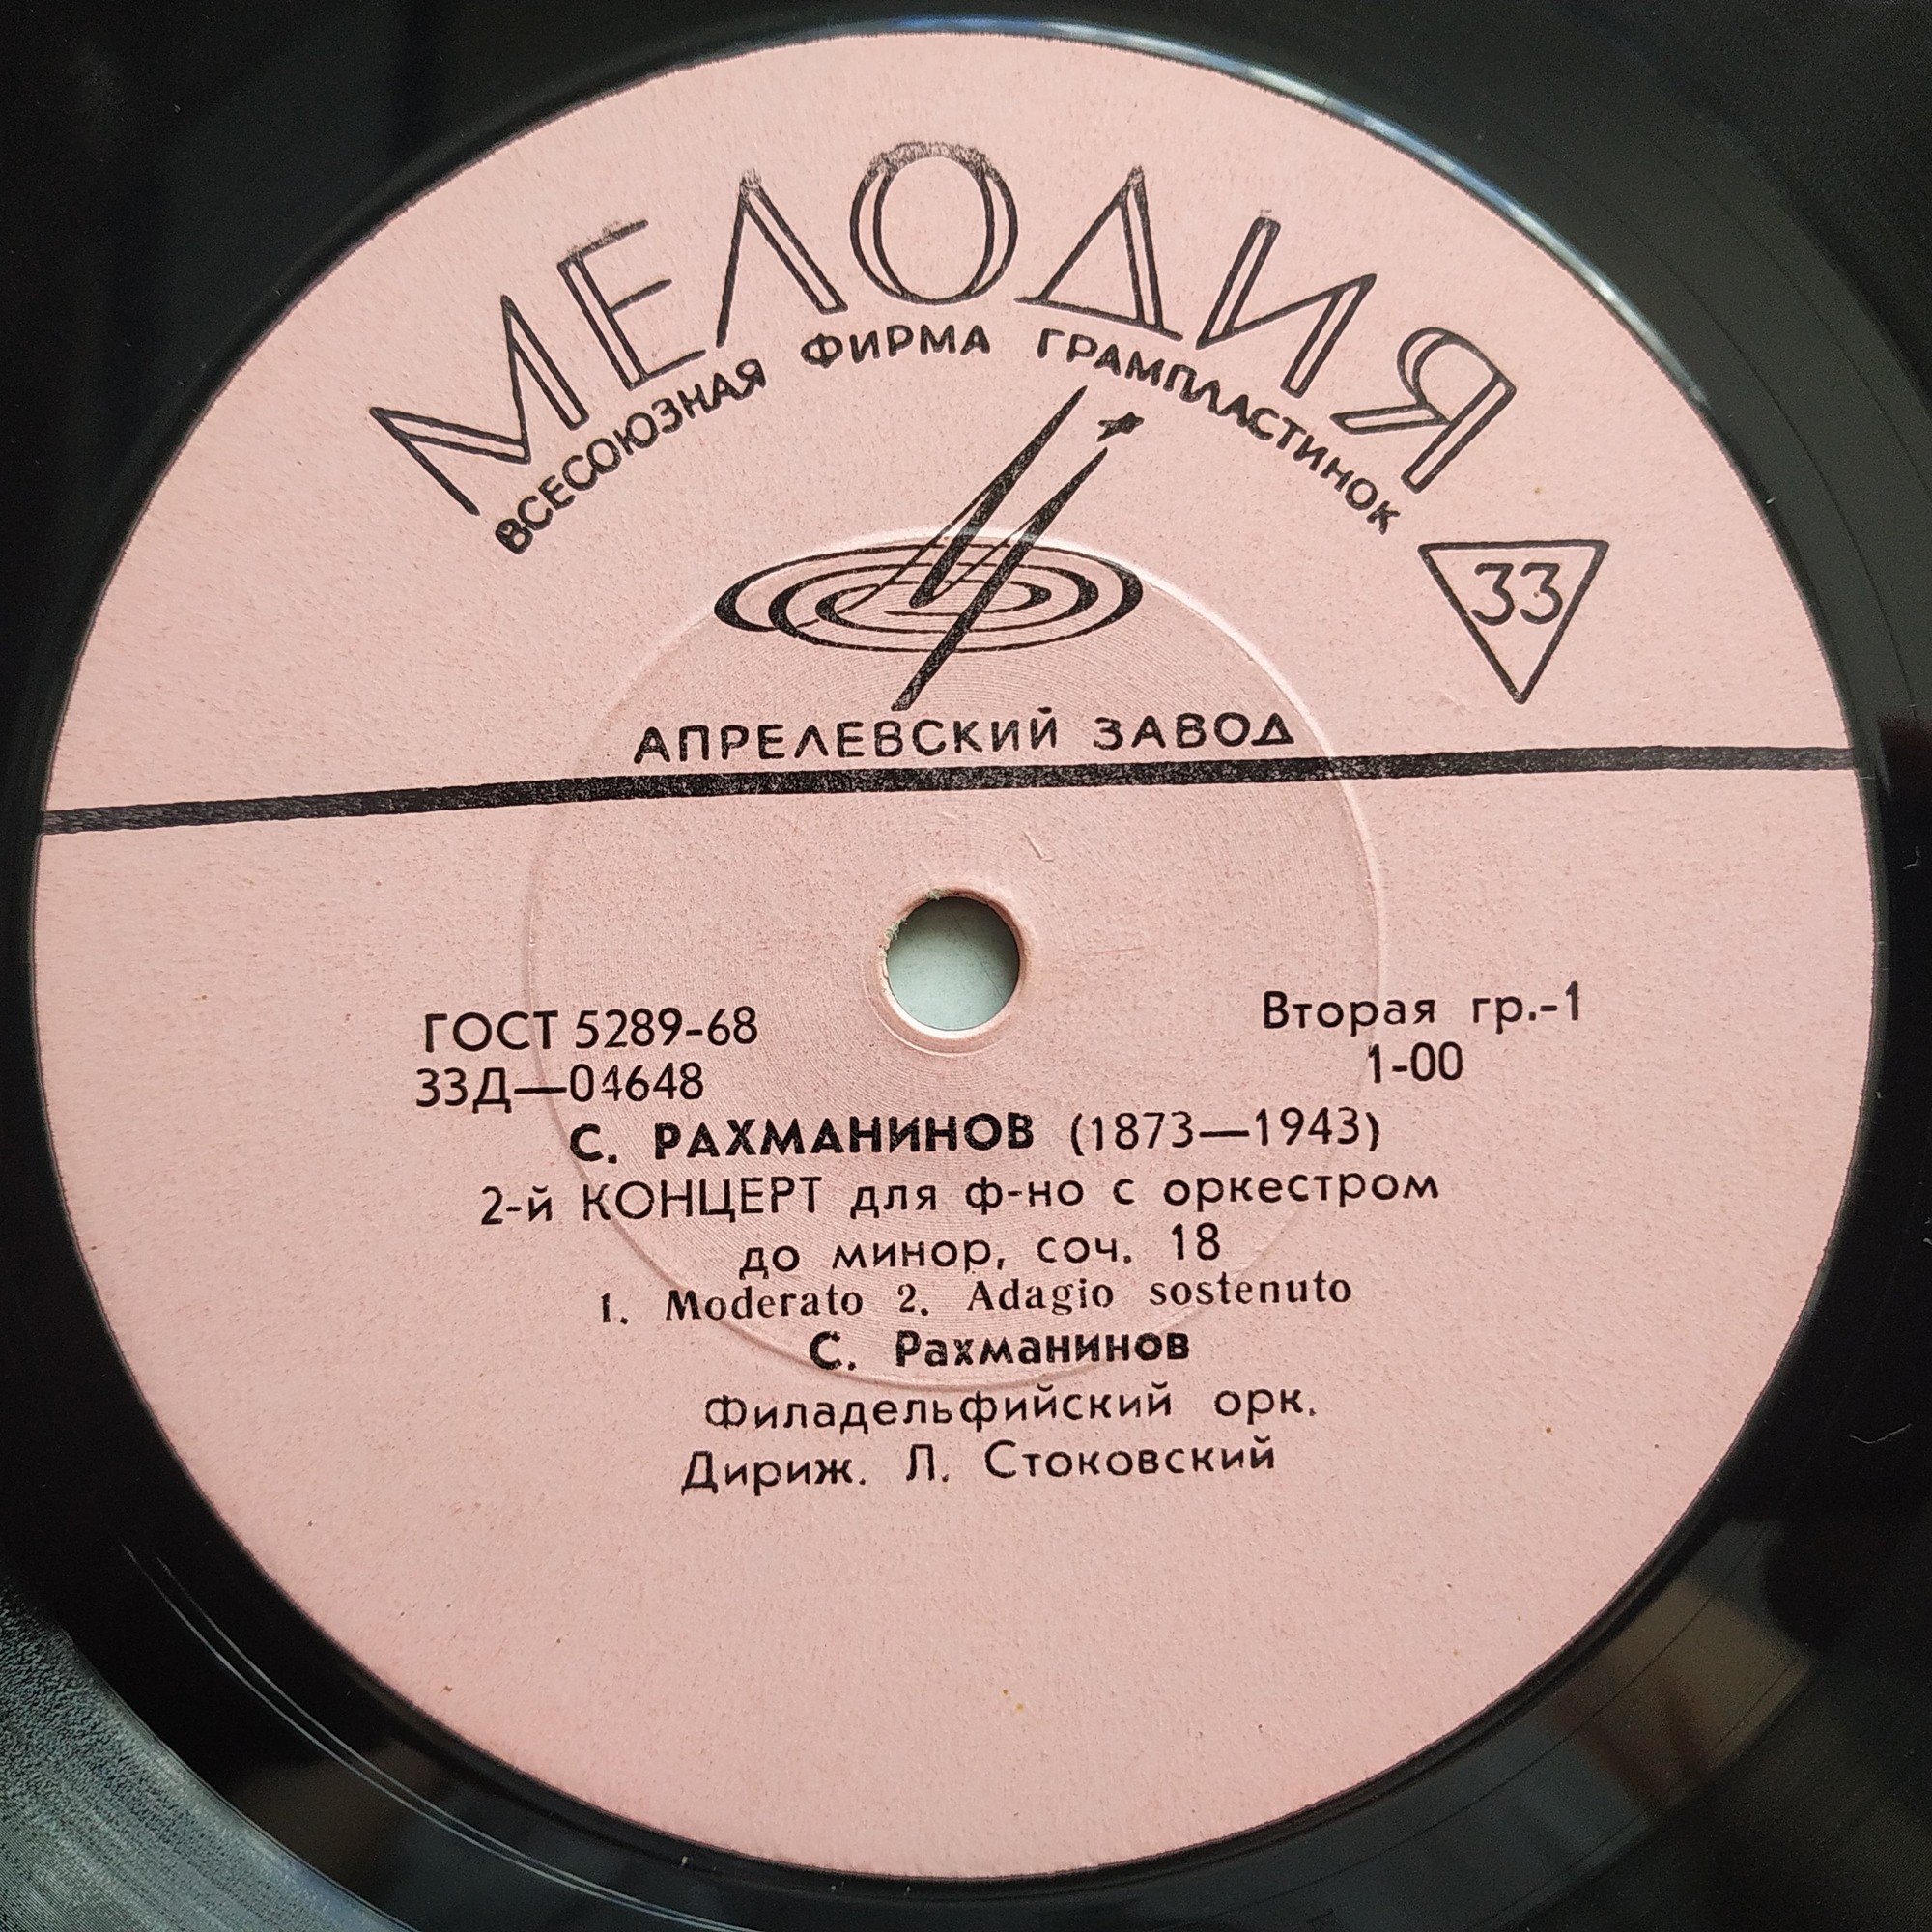 МЕЛОДИЯ
ВСЕСОЮЗНАЯ ФИРМА ГРАМПЛАСТИНОК
33
АПРЕЛЕВСКИЙ ЗАВОД
ГОСТ 5289-68
33Д—04648
Вторая гр.-1
1-00
С. РАХМАНИНОВ (1873—1943)
2-й КОНЦЕРТ для ф-но с оркестром
до минор, соч. 18
1. Moderato 2. Adagio sostenuto
С. Рахманинов
Филадельфийский орк.
Дириж. Л. Стоковский